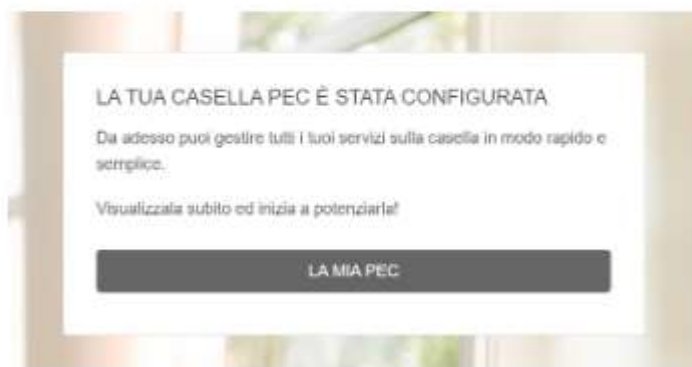 LA TUA CASELLA PEC È STATA CONFIGURATA
Da adesso puoi gestire tutti i tuoi servizi sulla casella in modo rapido e
semplice.
Visualizzala subito ed inizia a potenziarla!
LA MIA PEC